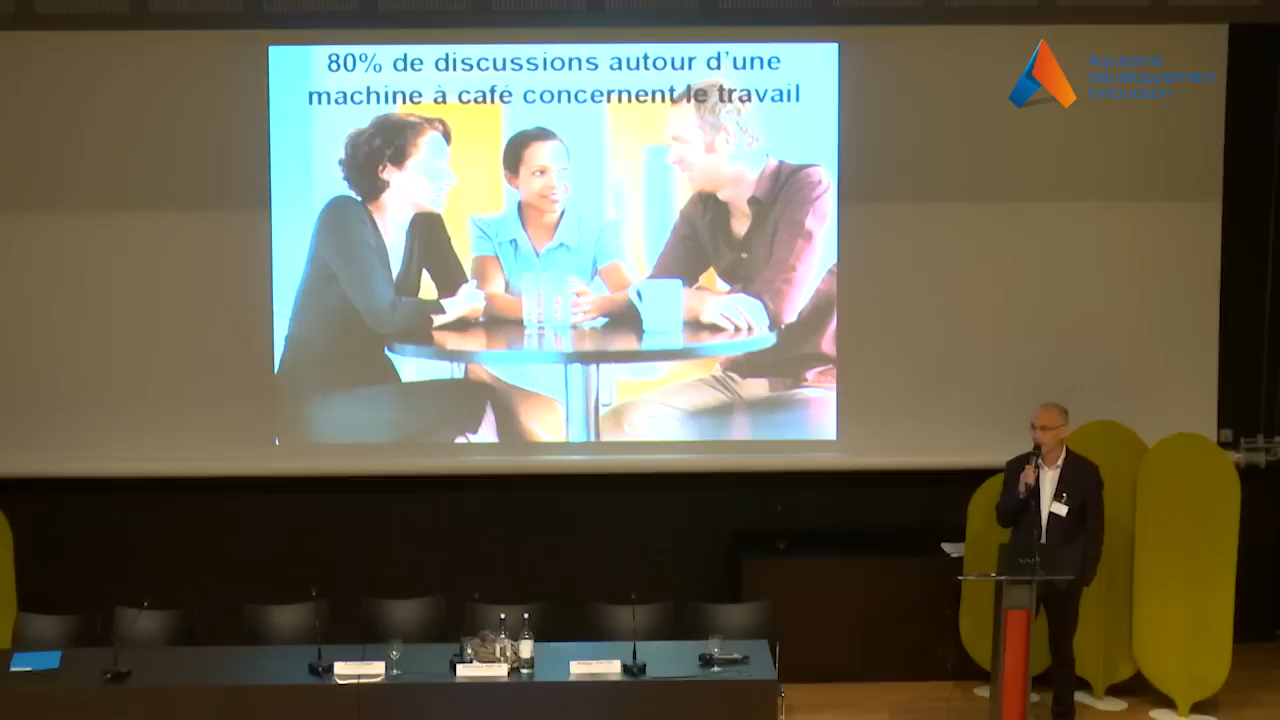 80% de discussions autour d'une
machine à café concernent le travail
Aquitaine
développement
innovation